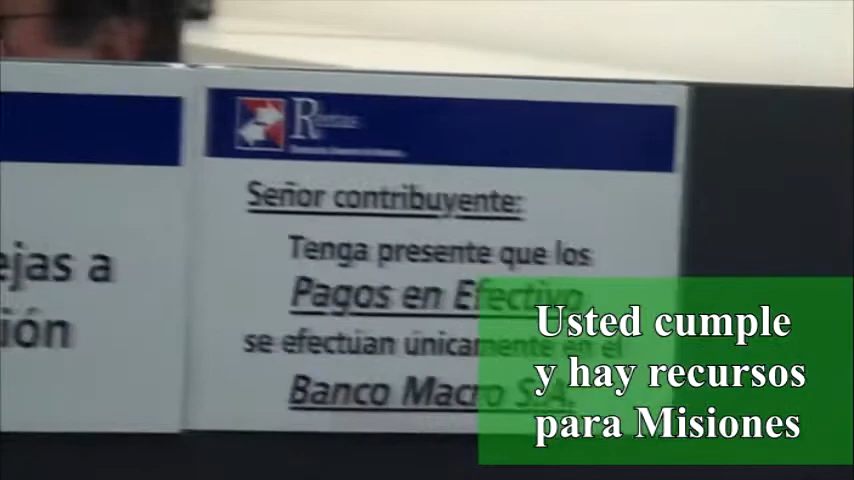 ejas a
ión
Rentas
Señor contribuyente:
Tenga presente que los
Pagos en Efectivo
se efectúan únicamente en el
Banco Macro S.A.
Usted cumple
y hay recursos
para Misiones